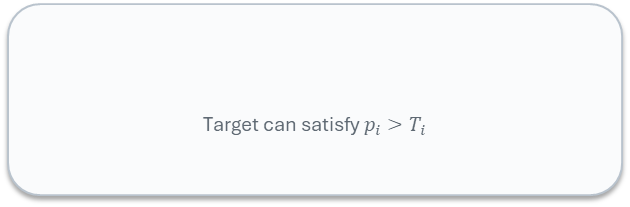 Target can satisfy pᵢ > Tᵢ